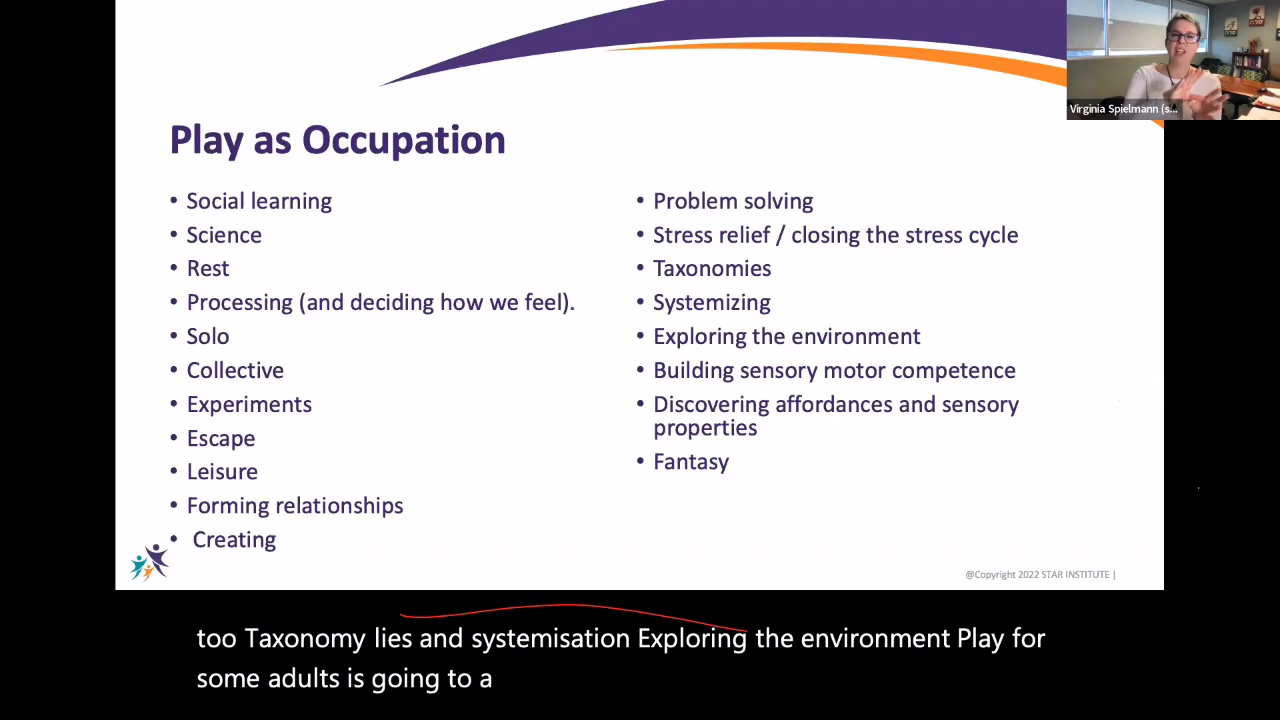 Virginia Spielmann (s...
Play as Occupation
• Social learning
• Science
• Rest
• Processing (and deciding how we feel).
• Solo
• Collective
• Experiments
• Escape
• Leisure
• Forming relationships
• Creating
• Problem solving
• Stress relief / closing the stress cycle
• Taxonomies
• Systemizing
• Exploring the environment
• Building sensory motor competence
• Discovering affordances and sensory
properties
• Fantasy
@Copyright 2022 STAR INSTITUTE |
too Taxonomy lies and systemisation Exploring the environment Play for
some adults is going to a